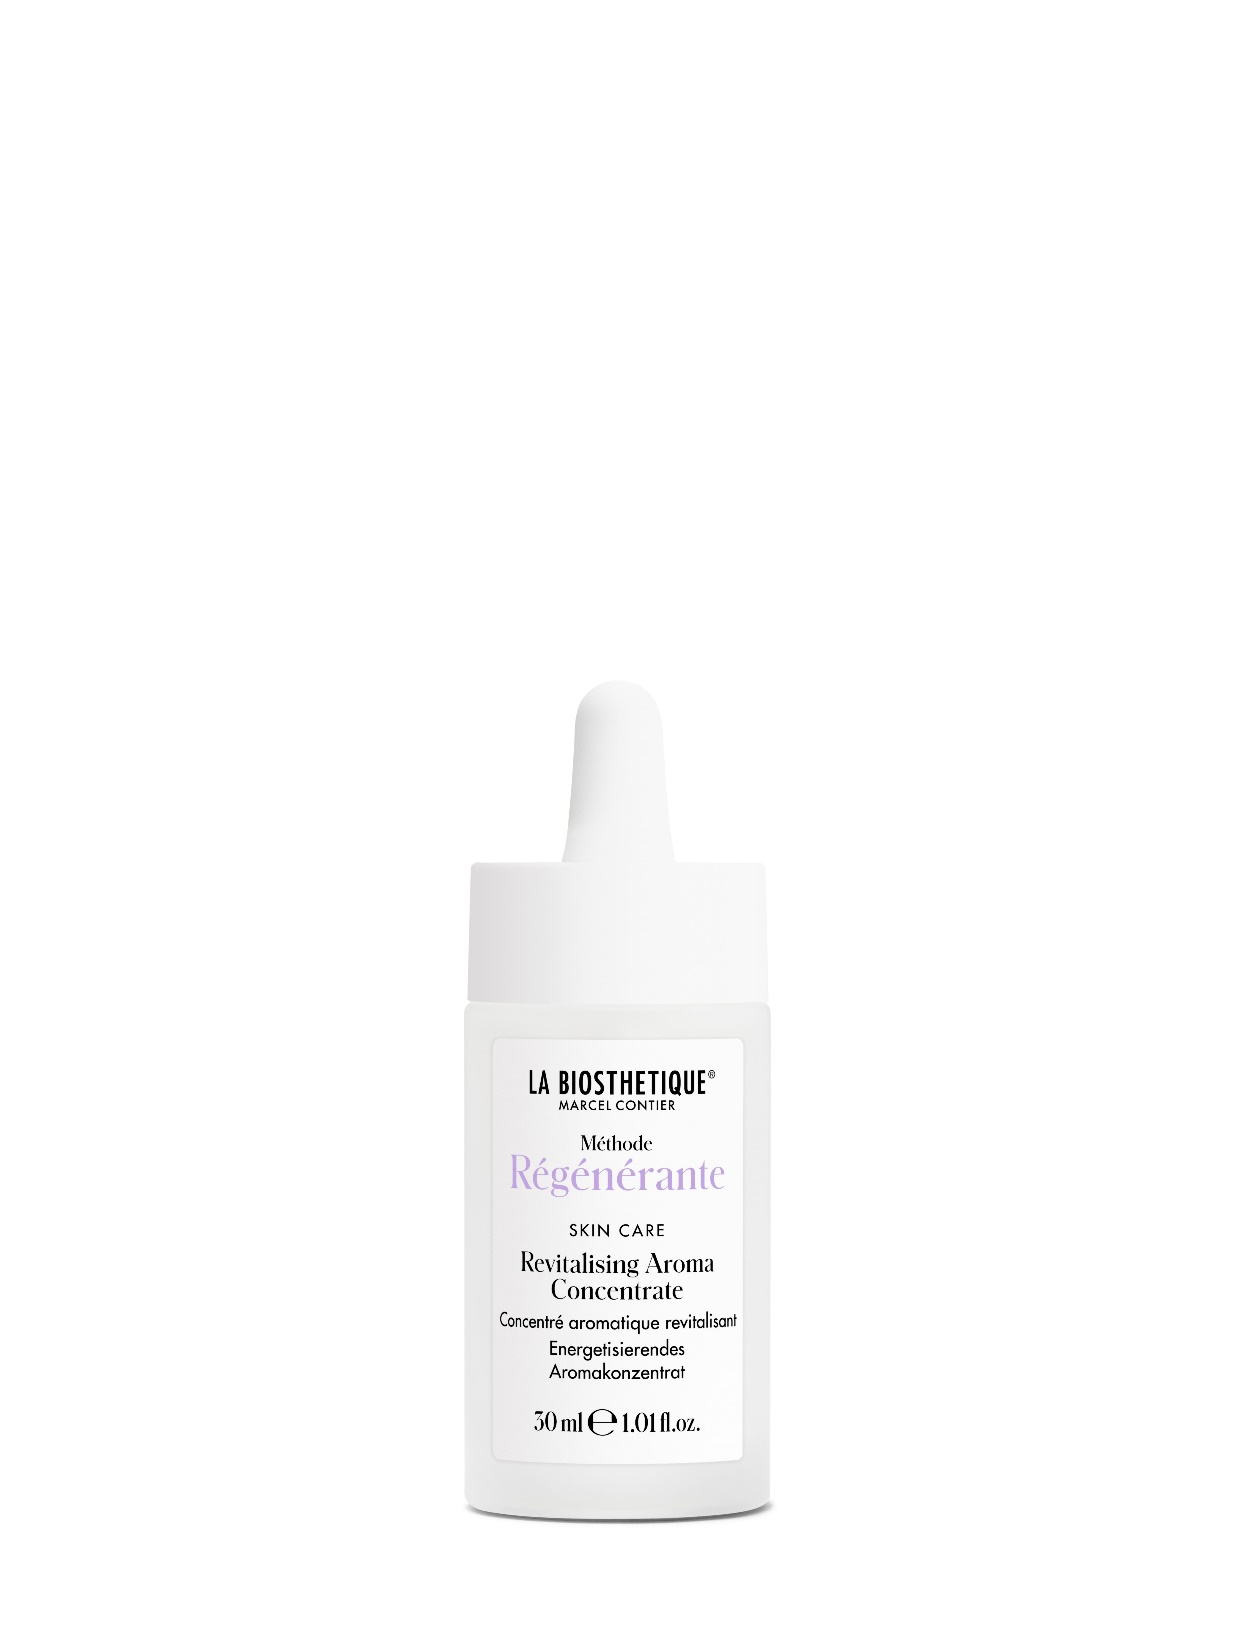 LA BIOSTHETIQUE®
MARCEL CONTIER
Méthode
Régénérante
SKIN CARE
Revitalising Aroma
Concentrate
Concentré aromatique revitalisant
Energetisierendes
Aromakonzentrat
30 ml ℮ 1.01 fl.oz.